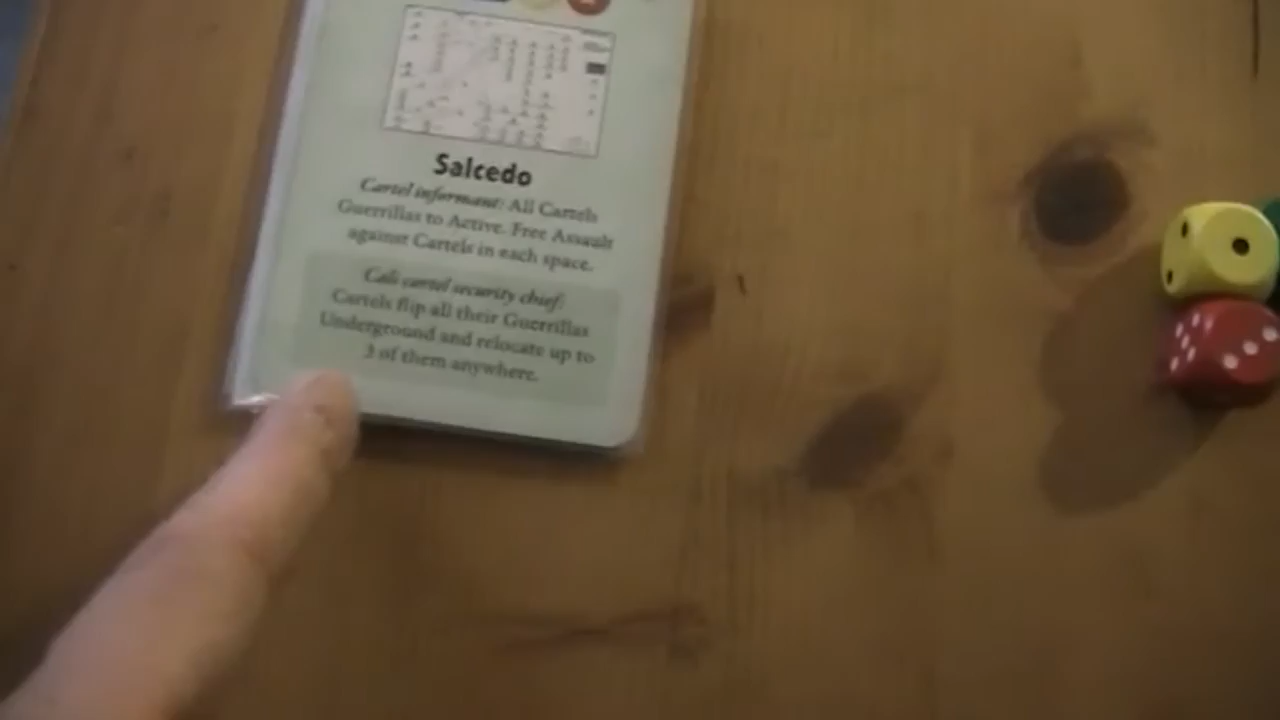 Salcedo
Cartel informant: All Cartels
Guerrillas to Active. Free Assault
against Cartels in each space.
Cali cartel security chief:
Cartels flip all their Guerrillas
Underground and relocate up to
3 of them anywhere.